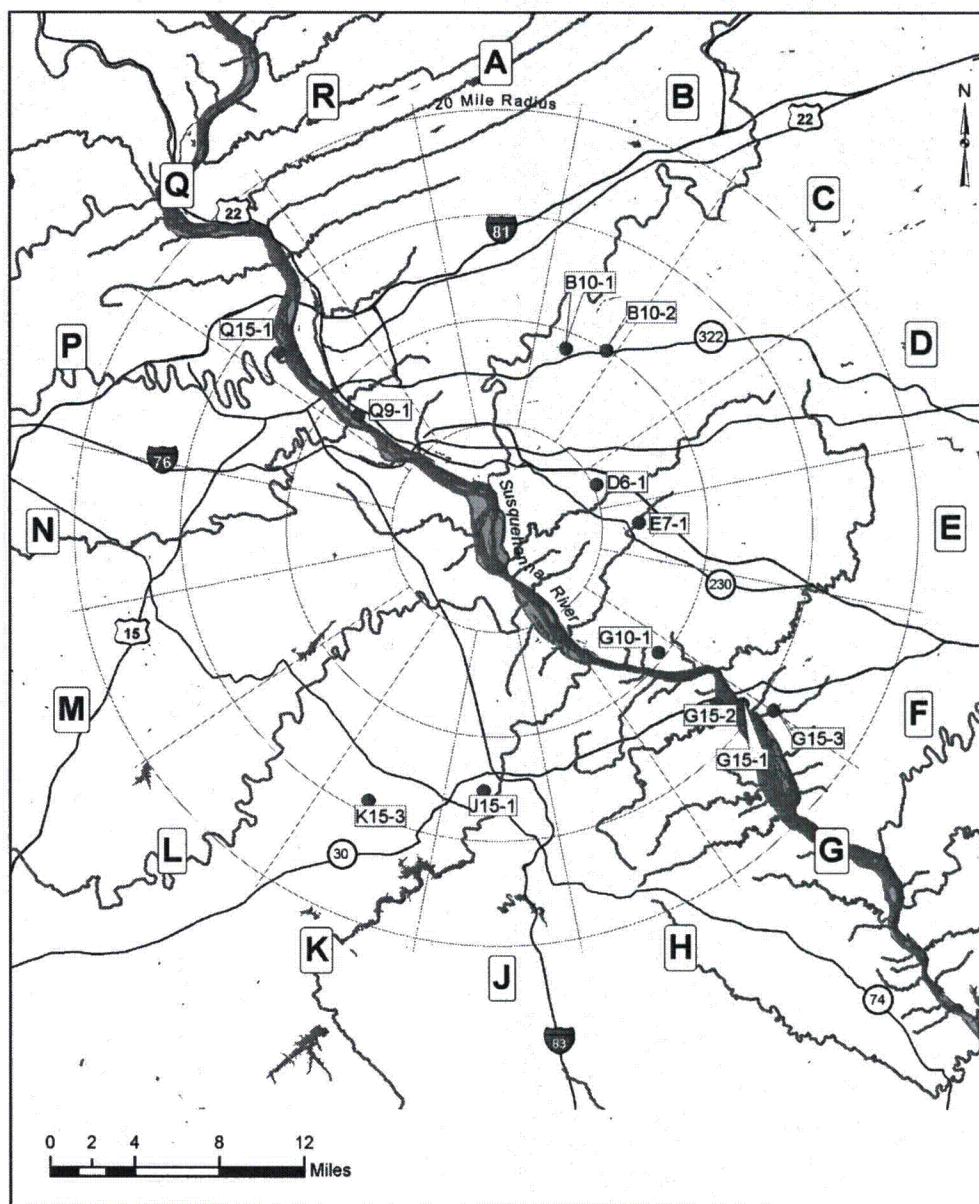 A
R
20 Mile Radius
B
N
22
Q
C
22
81
B10-1
B10-2
322
Q15-1
P
D
Q9-1
76
D6-1
Susquehanna River
E7-1
N
E
230
15
G10-1
M
G15-2
F
G15-3
G15-1
J15-1
K15-3
L
30
G
K
H
J
74
83
0 2 4 8 12
Miles